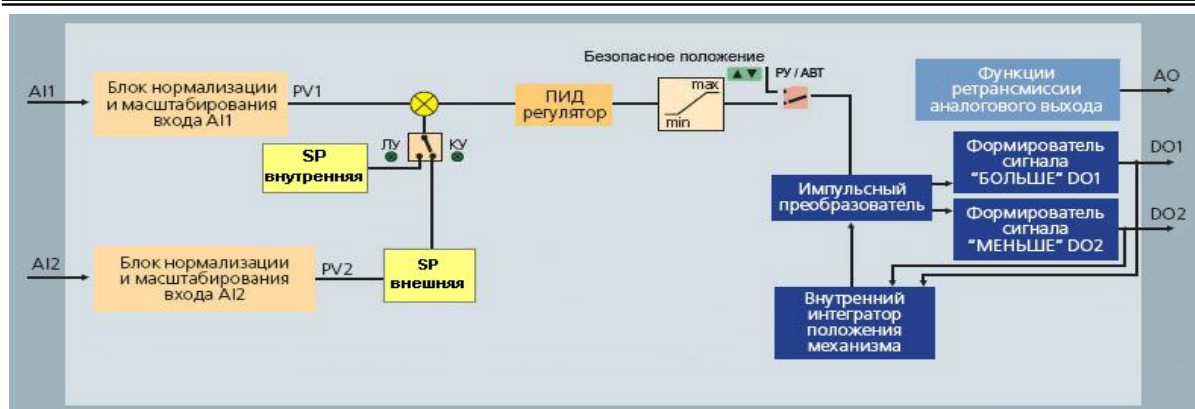 Безопасное положение
AI1
Блок нормализации
и масштабирования
входа AI1
PV1
ПИД
регулятор
max
min
РУ / АВТ
Функции
ретрансмиссии
аналогового выхода
AO
ЛУ
КУ
SP
внутренняя
Импульсный
преобразователь
Формирователь
сигнала
"БОЛЬШЕ" DO1
DO1
Формирователь
сигнала
"МЕНЬШЕ" DO2
DO2
AI2
Блок нормализации
и масштабирования
входа AI2
PV2
SP
внешняя
Внутренний
интегратор
положения
механизма